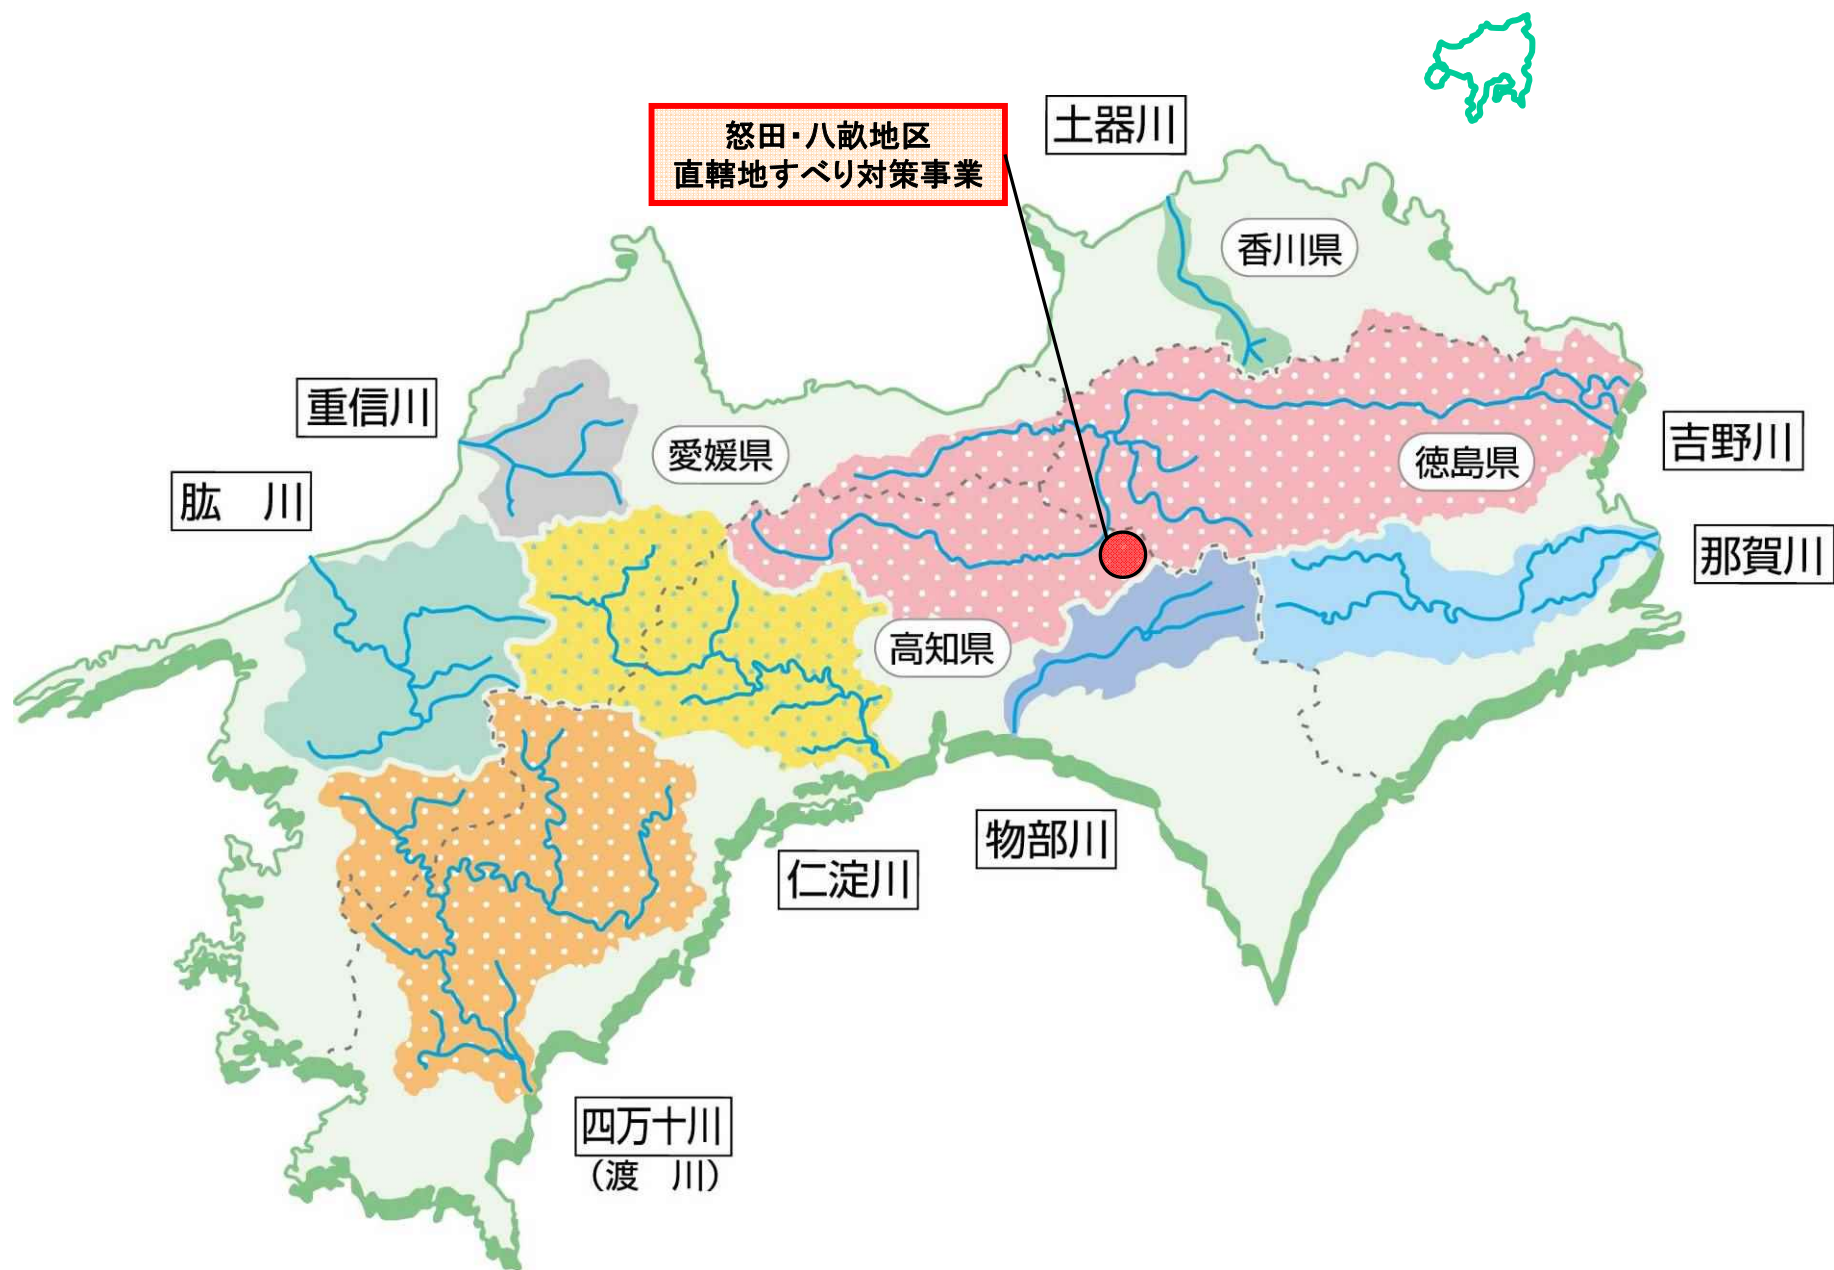 土器川
怒田・八畝地区
直轄地すべり対策事業
香川県
重信川
愛媛県
吉野川
徳島県
肱　川
那賀川
高知県
物部川
仁淀川
四万十川
（渡　川）